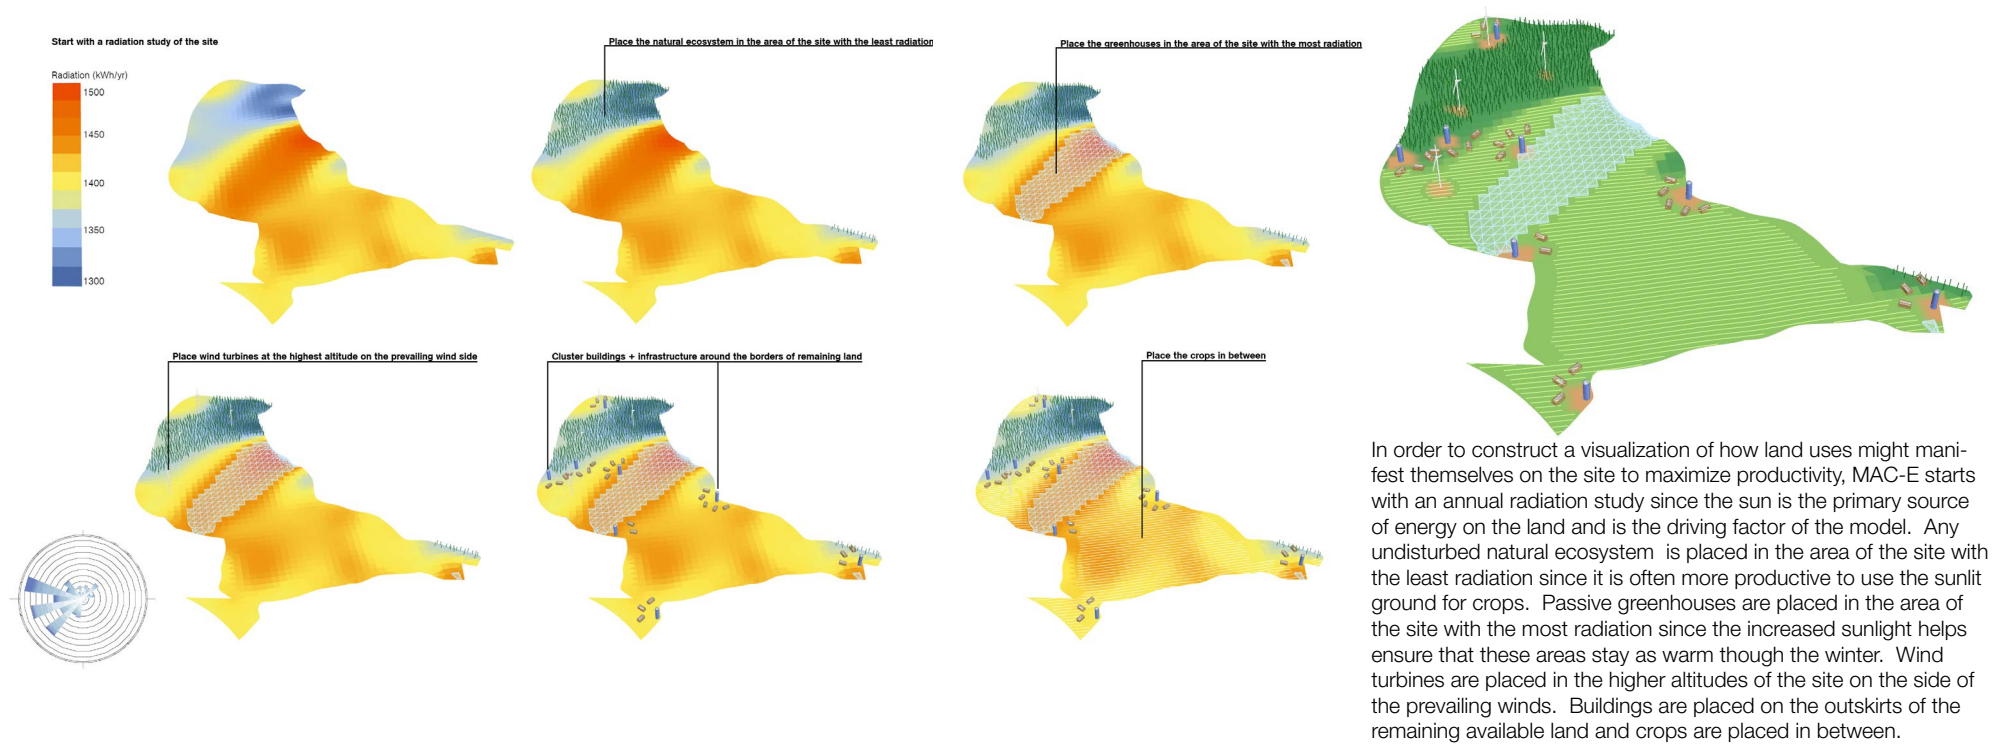 Start with a radiation study of the site
Radiation (kWh/yr)
1500
1450
1400
1350
1300
Place the natural ecosystem in the area of the site with the least radiation
Place the greenhouses in the area of the site with the most radiation
Place wind turbines at the highest altitude on the prevailing wind side
Cluster buildings + infrastructure around the borders of remaining land
Place the crops in between
In order to construct a visualization of how land uses might mani-
fest themselves on the site to maximize productivity, MAC-E starts
with an annual radiation study since the sun is the primary source
of energy on the land and is the driving factor of the model.  Any
undisturbed natural ecosystem  is placed in the area of the site with
the least radiation since it is often more productive to use the sunlit
ground for crops.  Passive greenhouses are placed in the area of
the site with the most radiation since the increased sunlight helps
ensure that these areas stay as warm though the winter.  Wind
turbines are placed in the higher altitudes of the site on the side of
the prevailing winds.  Buildings are placed on the outskirts of the
remaining available land and crops are placed in between.